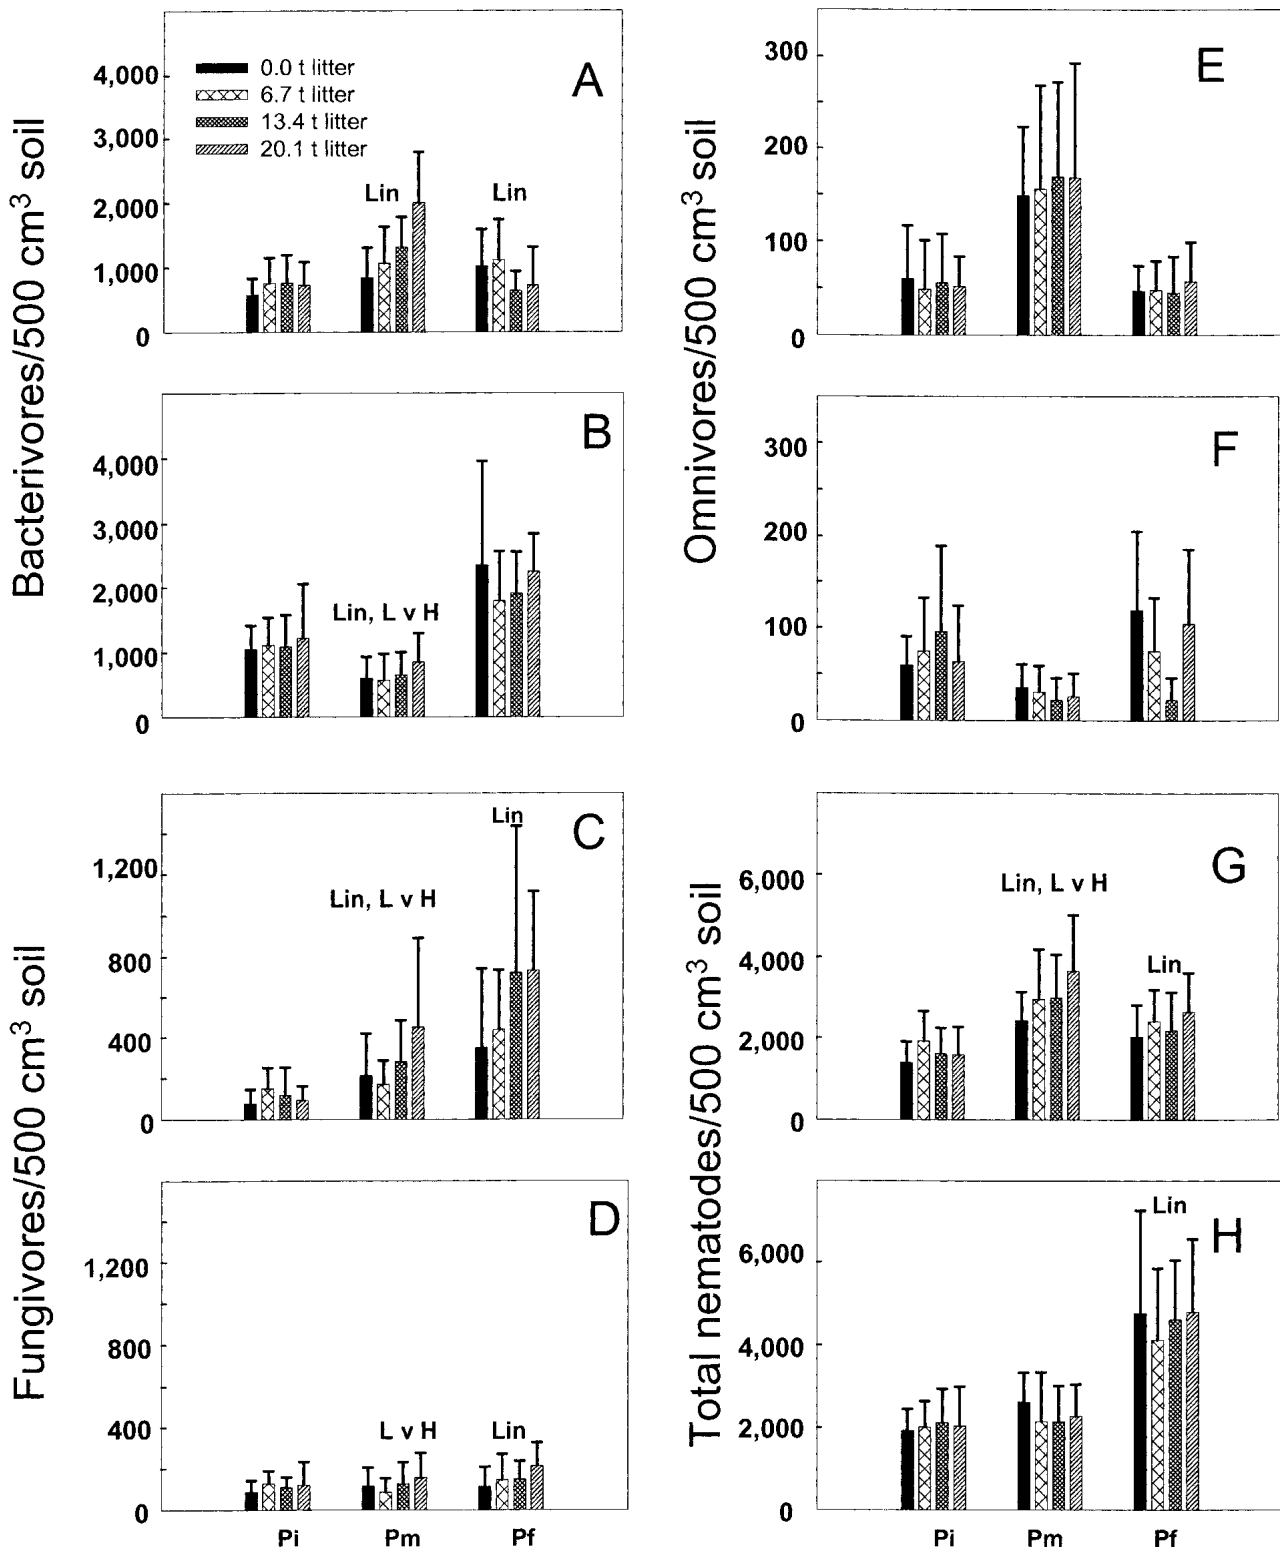 Bacterivores/500 cm³ soil
4,000
3,000
2,000
1,000
0
0.0 t litter
6.7 t litter
13.4 t litter
20.1 t litter
A
Lin
Lin
B
4,000
3,000
2,000
1,000
0
Lin, L v H
Fungivores/500 cm³ soil
C
1,200
800
400
0
Lin, L v H
Lin
D
1,200
800
400
0
L v H
Lin
Pi
Pm
Pf
Omnivores/500 cm³ soil
E
300
200
100
0
F
300
200
100
0
Total nematodes/500 cm³ soil
G
6,000
4,000
2,000
0
Lin, L v H
Lin
H
6,000
4,000
2,000
0
Lin
Pi
Pm
Pf